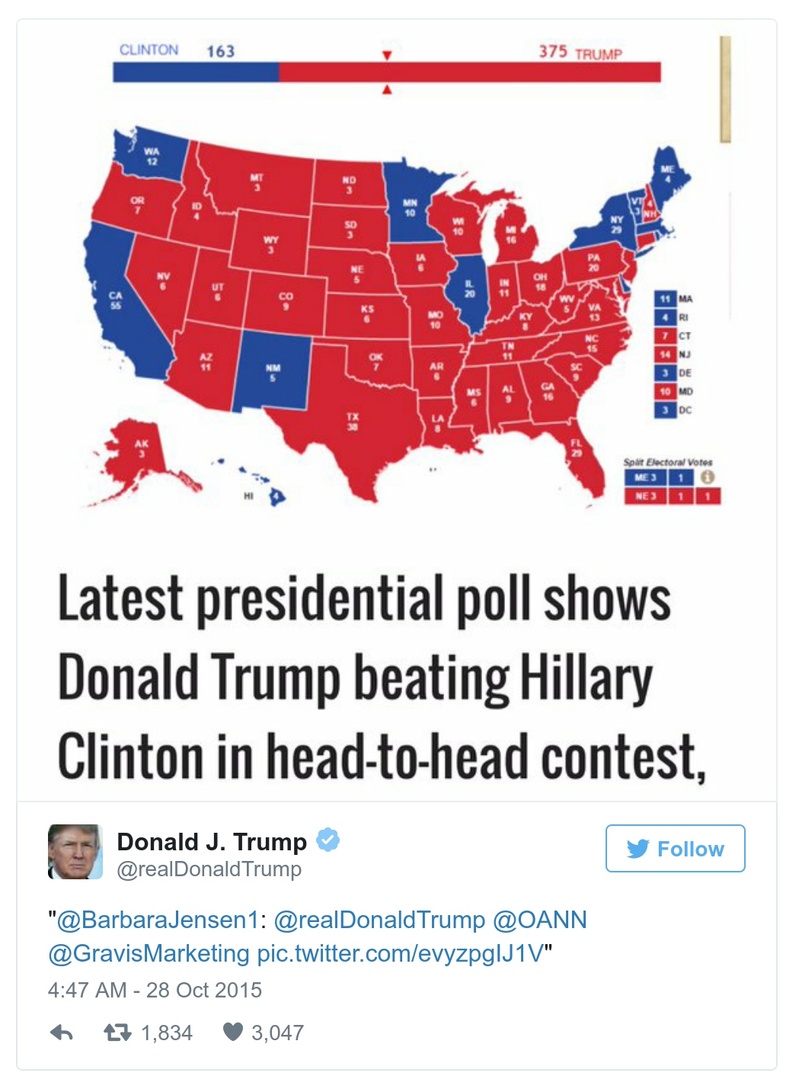 CLINTON 163 375 TRUMP
WA
12
OR
7
CA
55
ID
4
NV
6
MT
3
WY
3
UT
6
AZ
11
CO
9
NM
5
ND
3
SD
3
NE
5
KS
6
OK
7
TX
38
MN
10
IA
6
MO
10
AR
6
LA
8
WI
10
IL
20
MI
16
IN
11
OH
18
KY
8
TN
11
MS
6
AL
9
GA
16
FL
29
SC
9
NC
15
VA
13
WV
5
PA
20
NY
29
VT
3
4
NH
ME
4
AK
3
HI 4
11 MA
4 RI
7 CT
14 NJ
3 DE
10 MD
3 DC
Split Electoral Votes
ME 3 1
NE 3 1 1
Latest presidential poll shows
Donald Trump beating Hillary
Clinton in head-to-head contest,
Donald J. Trump
@realDonaldTrump
Follow
"@BarbaraJensen1: @realDonaldTrump @OANN
@GravisMarketing pic.twitter.com/evyzpgIJ1V"
4:47 AM - 28 Oct 2015
1,834 3,047